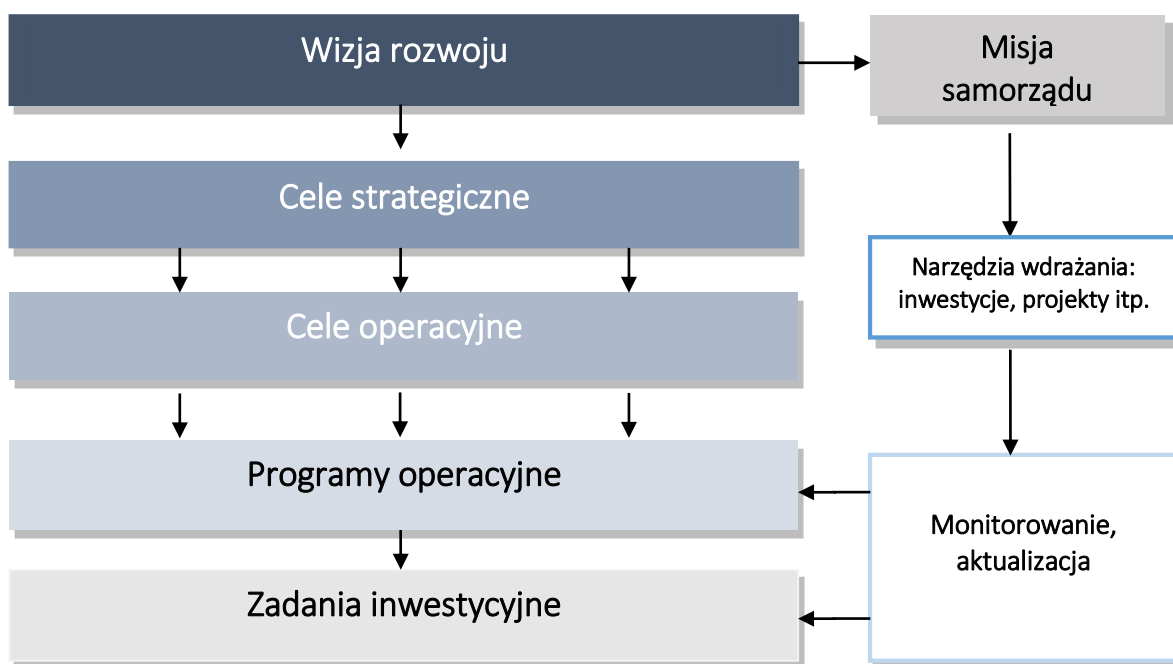 Wizja rozwoju
Misja
samorządu
Cele strategiczne
Narzędzia wdrażania:
inwestycje, projekty itp.
Cele operacyjne
Programy operacyjne
Monitorowanie,
aktualizacja
Zadania inwestycyjne